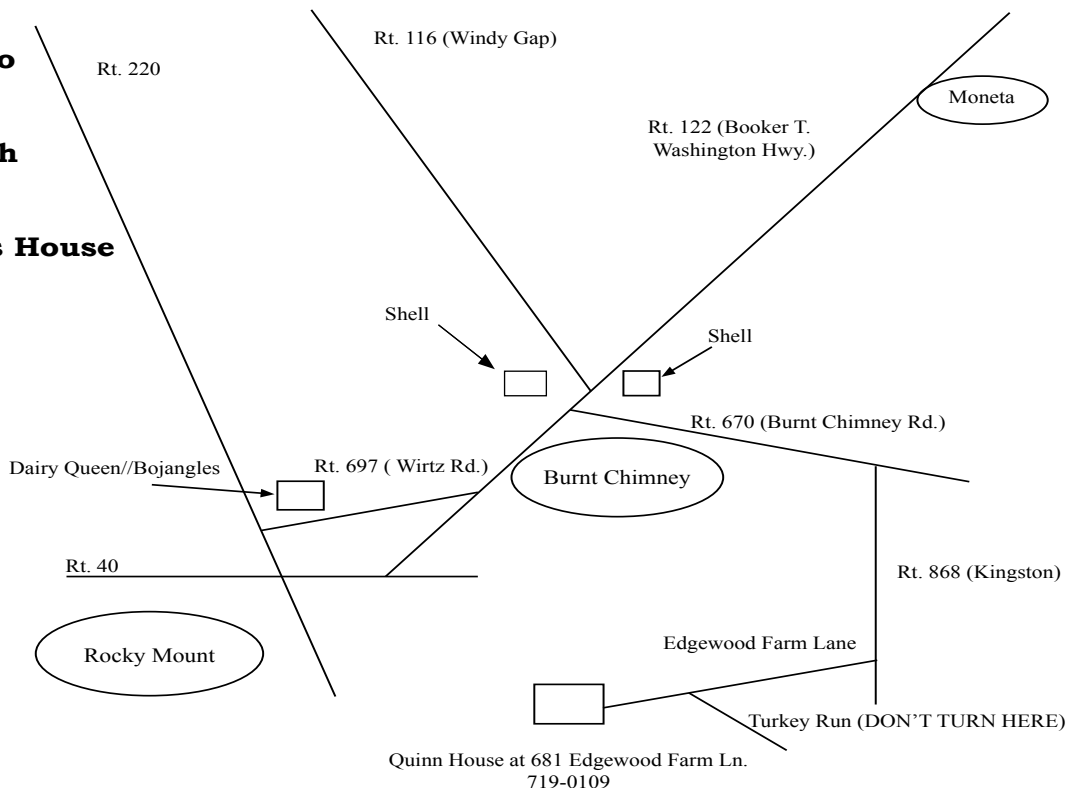 o
h
s House
Rt. 220
Rt. 116 (Windy Gap)
Moneta
Rt. 122 (Booker T.
Washington Hwy.)
Shell
Shell
Rt. 670 (Burnt Chimney Rd.)
Dairy Queen//Bojangles
Rt. 697 ( Wirtz Rd.)
Burnt Chimney
Rt. 40
Rt. 868 (Kingston)
Rocky Mount
Edgewood Farm Lane
Turkey Run (DON’T TURN HERE)
Quinn House at 681 Edgewood Farm Ln.
719-0109